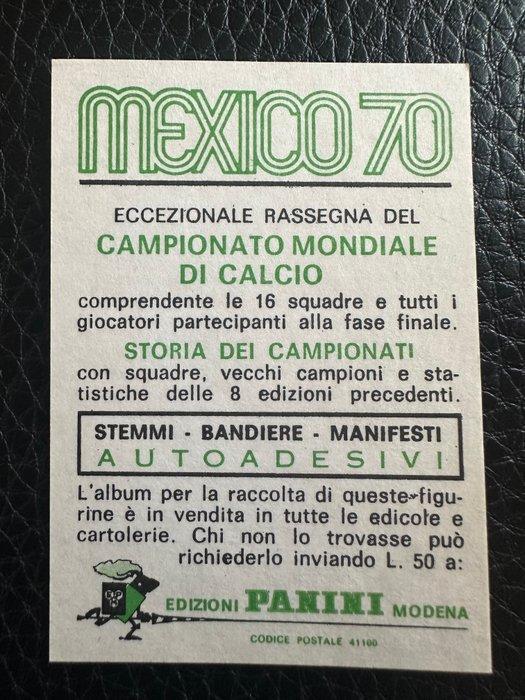 MEXICO 70
ECCEZIONALE RASSEGNA DEL
CAMPIONATO MONDIALE
DI CALCIO
comprendente le 16 squadre e tutti i
giocatori partecipanti alla fase finale.
STORIA DEI CAMPIONATI
con squadre, vecchi campioni e sta-
tistiche delle 8 edizioni precedenti.
STEMMI - BANDIERE - MANIFESTI
AUTOADESIVI
L'album per la raccolta di queste figu-
rine è in vendita in tutte le edicole e
cartolerie. Chi non lo trovasse può
richiederlo inviando L. 50 a:
EDIZIONI PANINI MODENA
CODICE POSTALE 41100